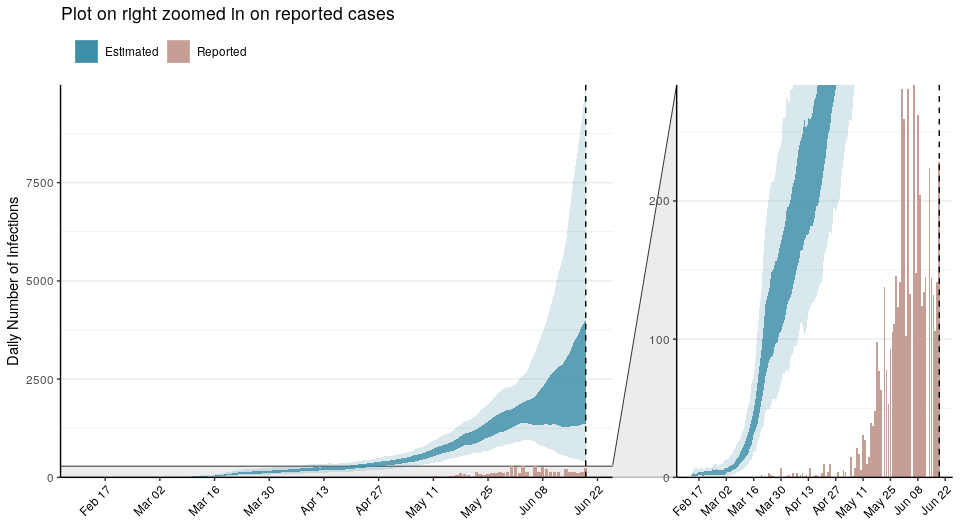 Plot on right zoomed in on reported cases
Estimated Reported
Daily Number of Infections
7500
5000
2500
0
Feb 17 Mar 02 Mar 16 Mar 30 Apr 13 Apr 27 May 11 May 25 Jun 08 Jun 22
200
100
0
Feb 17 Mar 02 Mar 16 Mar 30 Apr 13 Apr 27 May 11 May 25 Jun 08 Jun 22